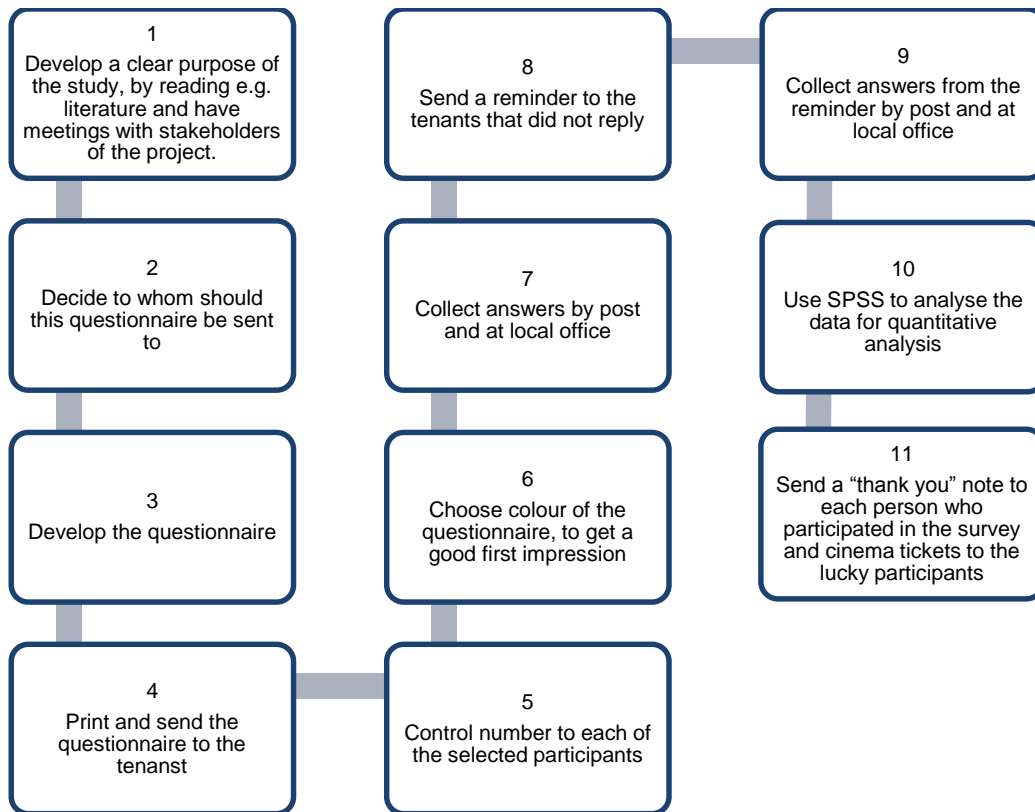 1
Develop a clear purpose of
the study, by reading e.g.
literature and have
meetings with stakeholders
of the project.
2
Decide to whom should
this questionnaire be sent
to
3
Develop the questionnaire
4
Print and send the
questionnaire to the
tenanst
5
Control number to each of
the selected participants
6
Choose colour of the
questionnaire, to get a
good first impression
7
Collect answers by post
and at local office
8
Send a reminder to the
tenants that did not reply
9
Collect answers from the
reminder by post and at
local office
10
Use SPSS to analyse the
data for quantitative
analysis
11
Send a “thank you” note to
each person who
participated in the survey
and cinema tickets to the
lucky participants